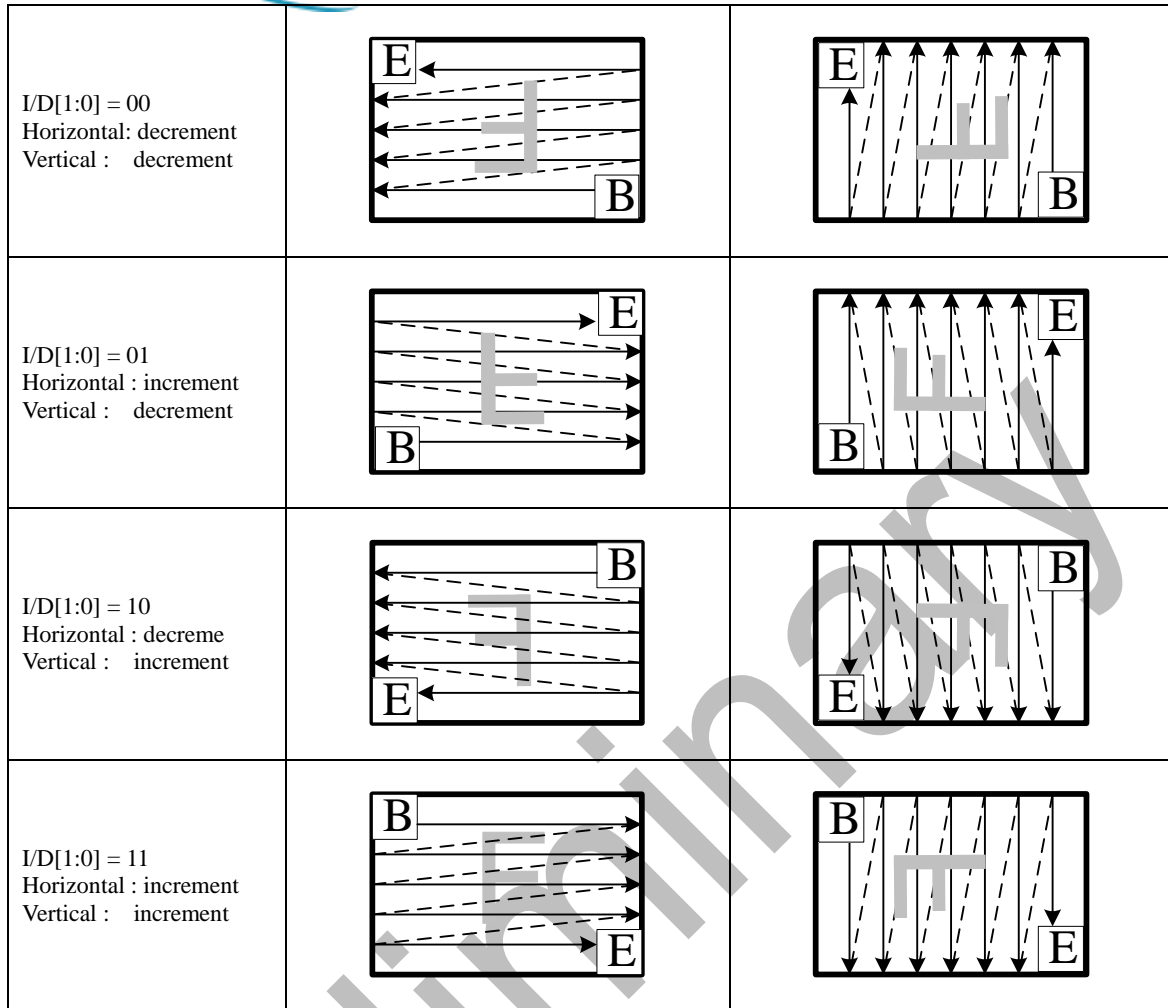 I/D[1:0] = 00
Horizontal: decrement
Vertical : decrement
E
B
E
B
I/D[1:0] = 01
Horizontal : increment
Vertical : decrement
E
B
E
B
I/D[1:0] = 10
Horizontal : decreme
Vertical : increment
B
E
B
E
I/D[1:0] = 11
Horizontal : increment
Vertical : increment
B
E
B
E
F
F
F
F
F
F
F
F
liminary